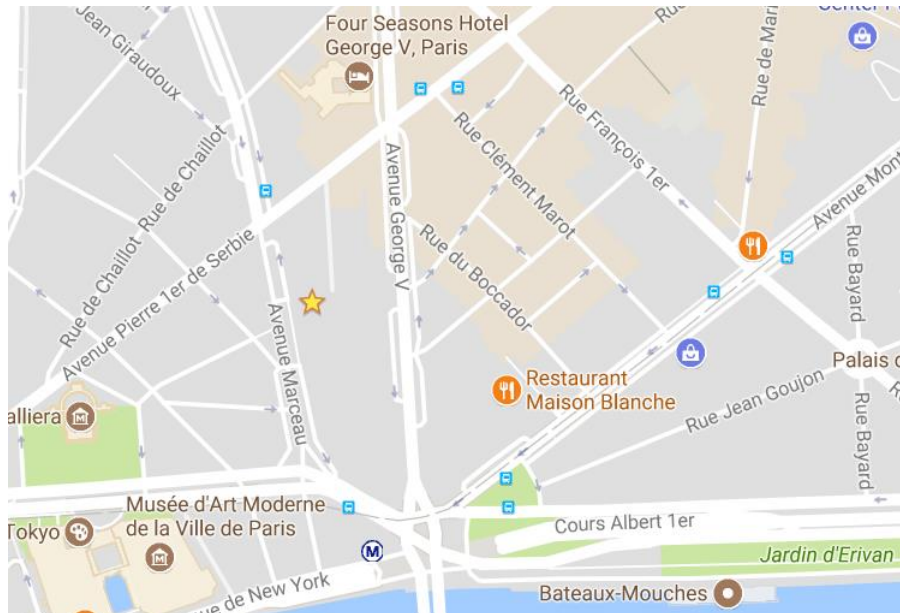 Four Seasons Hotel
George V, Paris
Jean Giraudoux
Rue de Chaillot
Rue de Chaillot
Avenue Pierre 1er de Serbie
Avenue Marceau
Avenue George V
Rue Clément Marot
Rue du Boccador
Rue François 1er
Rue de Mari
Avenue Mont
Rue Bayard
Rue Bayard
Palais d
Rue Jean Goujon
Restaurant
Maison Blanche
alliera
Tokyo
Musée d'Art Moderne
de la Ville de Paris
M
ue de New York
Cours Albert 1er
Jardin d'Erivan
Bateaux-Mouches